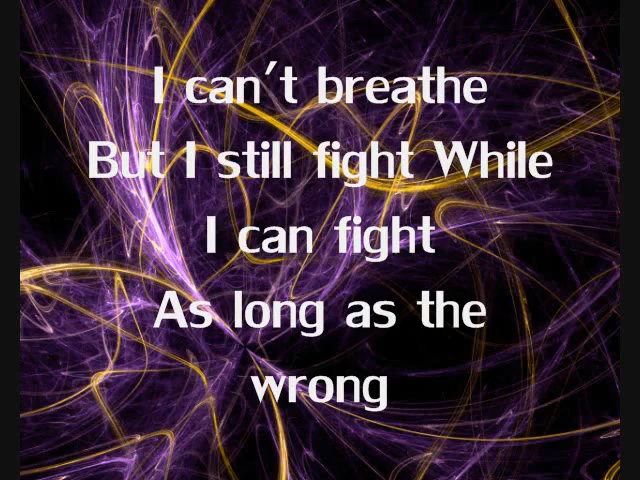 I can't breathe
But I still fight While
I can fight
As long as the
wrong